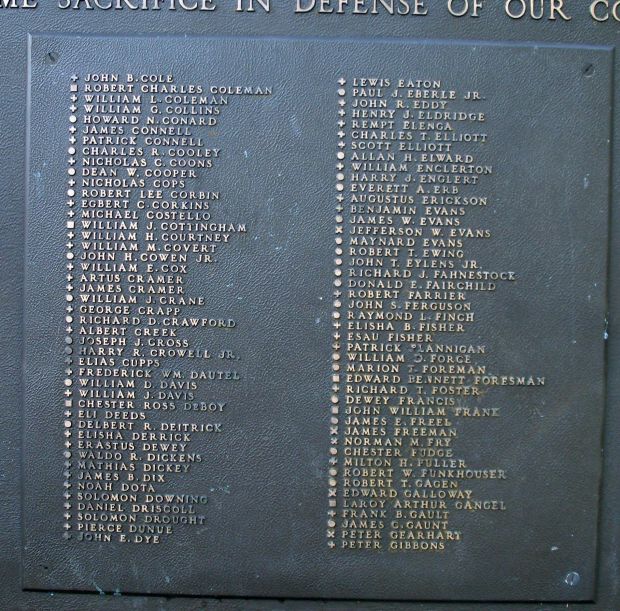 ME SACRIFICE IN DEFENSE OF OUR CO
+ JOHN B. COLE
■ ROBERT CHARLES COLEMAN
+ WILLIAM L. COLEMAN
+ WILLIAM G. COLLINS
● HOWARD N. CONARD
+ JAMES CONNELL
+ PATRICK CONNELL
● CHARLES R. COOLEY
+ NICHOLAS C. COONS
● DEAN W. COOPER
+ NICHOLAS COPS
● ROBERT LEE CORBIN
+ EGBERT C. CORKINS
+ MICHAEL COSTELLO
■ WILLIAM J. COTTINGHAM
+ WILLIAM H. COURTNEY
+ WILLIAM M. COVERT
● JOHN H. COWEN JR.
+ WILLIAM E. COX
+ ARTUS CRAMER
+ JAMES CRAMER
● WILLIAM J. CRANE
+ GEORGE CRAPP
● RICHARD D. CRAWFORD
+ ALBERT CREEK
● JOSEPH J. CROSS
● HARRY R. CROWELL JR.
+ ELIAS CUPPS
+ FREDERICK WM. DAUTEL
● WILLIAM D. DAVIS
+ WILLIAM J. DAVIS
■ CHESTER ROSS DEBOY
+ ELI DEEDS
● DELBERT R. DEITRICK
+ ELISHA DERRICK
+ ERASTUS DEWEY
● WALDO R. DICKENS
+ MATHIAS DICKEY
+ JAMES B. DIX
+ NOAH DOTA
+ SOLOMON DOWNING
+ DANIEL DRISCOLL
+ SOLOMON DROUGHT
+ PIERCE DUNUE
+ JOHN E. DYE
+ LEWIS EATON
● PAUL J. EBERLE JR.
+ JOHN R. EDDY
+ HENRY J. ELDRIDGE
+ REMPT ELENGA
+ CHARLES T. ELLIOTT
+ SCOTT ELLIOTT
● ALLAN H. ELWARD
+ WILLIAM ENCLERTON
● HARRY J. ENGLERT
● EVERETT A. ERB
+ AUGUSTUS ERICKSON
+ BENJAMIN EVANS
● JAMES W. EVANS
× JEFFERSON W. EVANS
● MAYNARD EVANS
● ROBERT T. EWING
● JOHN T. EYLENS JR.
● RICHARD J. FAHNESTOCK
● DONALD E. FAIRCHILD
+ ROBERT FARRIER
● JOHN S. FERGUSON
● RAYMOND L. FINCH
+ ELISHA B. FISHER
+ ESAU FISHER
+ PATRICK FLANNIGAN
● WILLIAM D. FORGE
+ MARION T. FOREMAN
■ EDWARD BENNETT FORESMAN
+ RICHARD T. FOSTER
● DEWEY FRANCIS
■ JOHN WILLIAM FRANK
● JAMES E. FREEL
× JAMES FREEMAN
× NORMAN M. FRY
● CHESTER FUDGE
+ MILTON H. FULLER
● ROBERT W. FUNKHOUSER
● ROBERT T. GAGEN
× EDWARD GALLOWAY
■ LAROY ARTHUR GANGEL
+ FRANK B. GAULT
● JAMES C. GAUNT
× PETER GEARHART
+ PETER GIBBONS